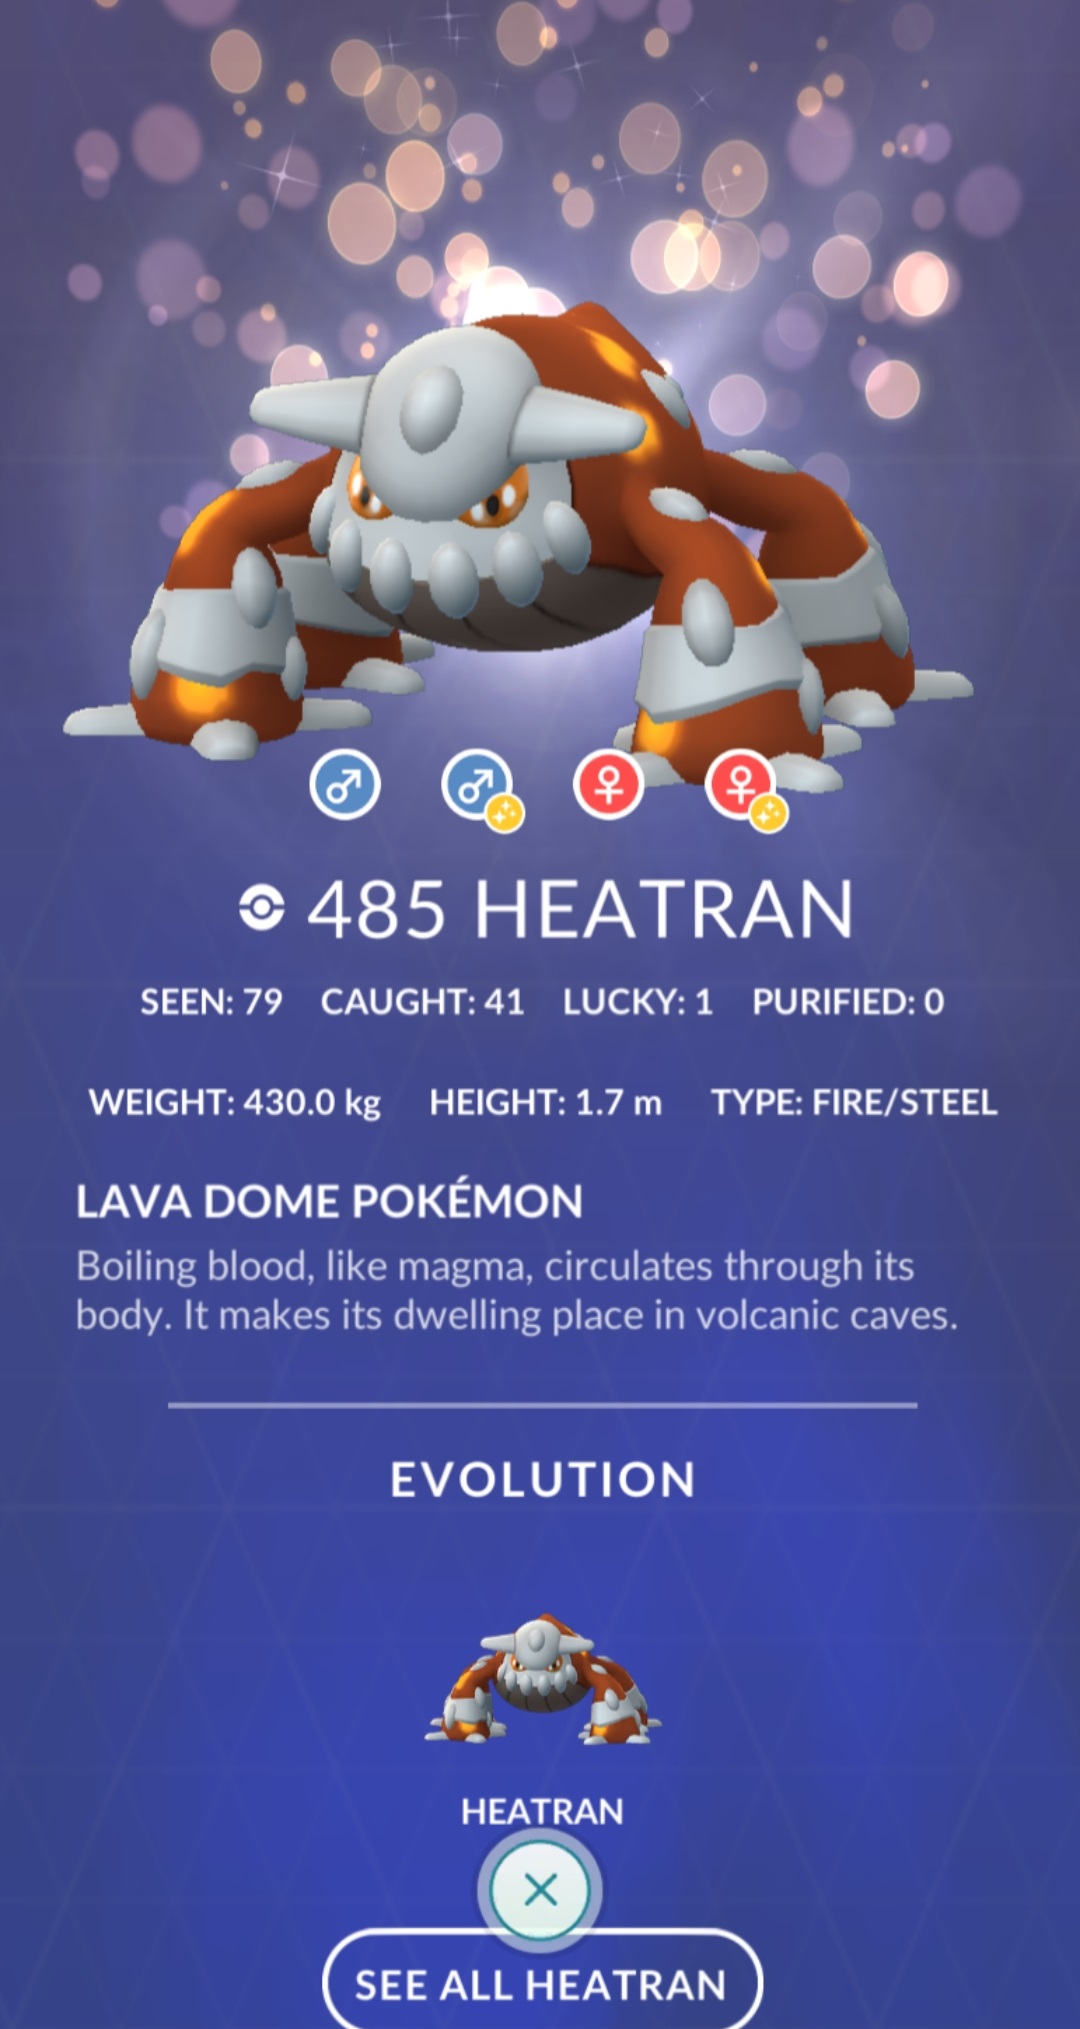 485 HEATRAN
SEEN: 79 CAUGHT: 41 LUCKY: 1 PURIFIED: 0
WEIGHT: 430.0 kg HEIGHT: 1.7 m TYPE: FIRE/STEEL
LAVA DOME POKÉMON
Boiling blood, like magma, circulates through its
body. It makes its dwelling place in volcanic caves.
EVOLUTION
HEATRAN
SEE ALL HEATRAN